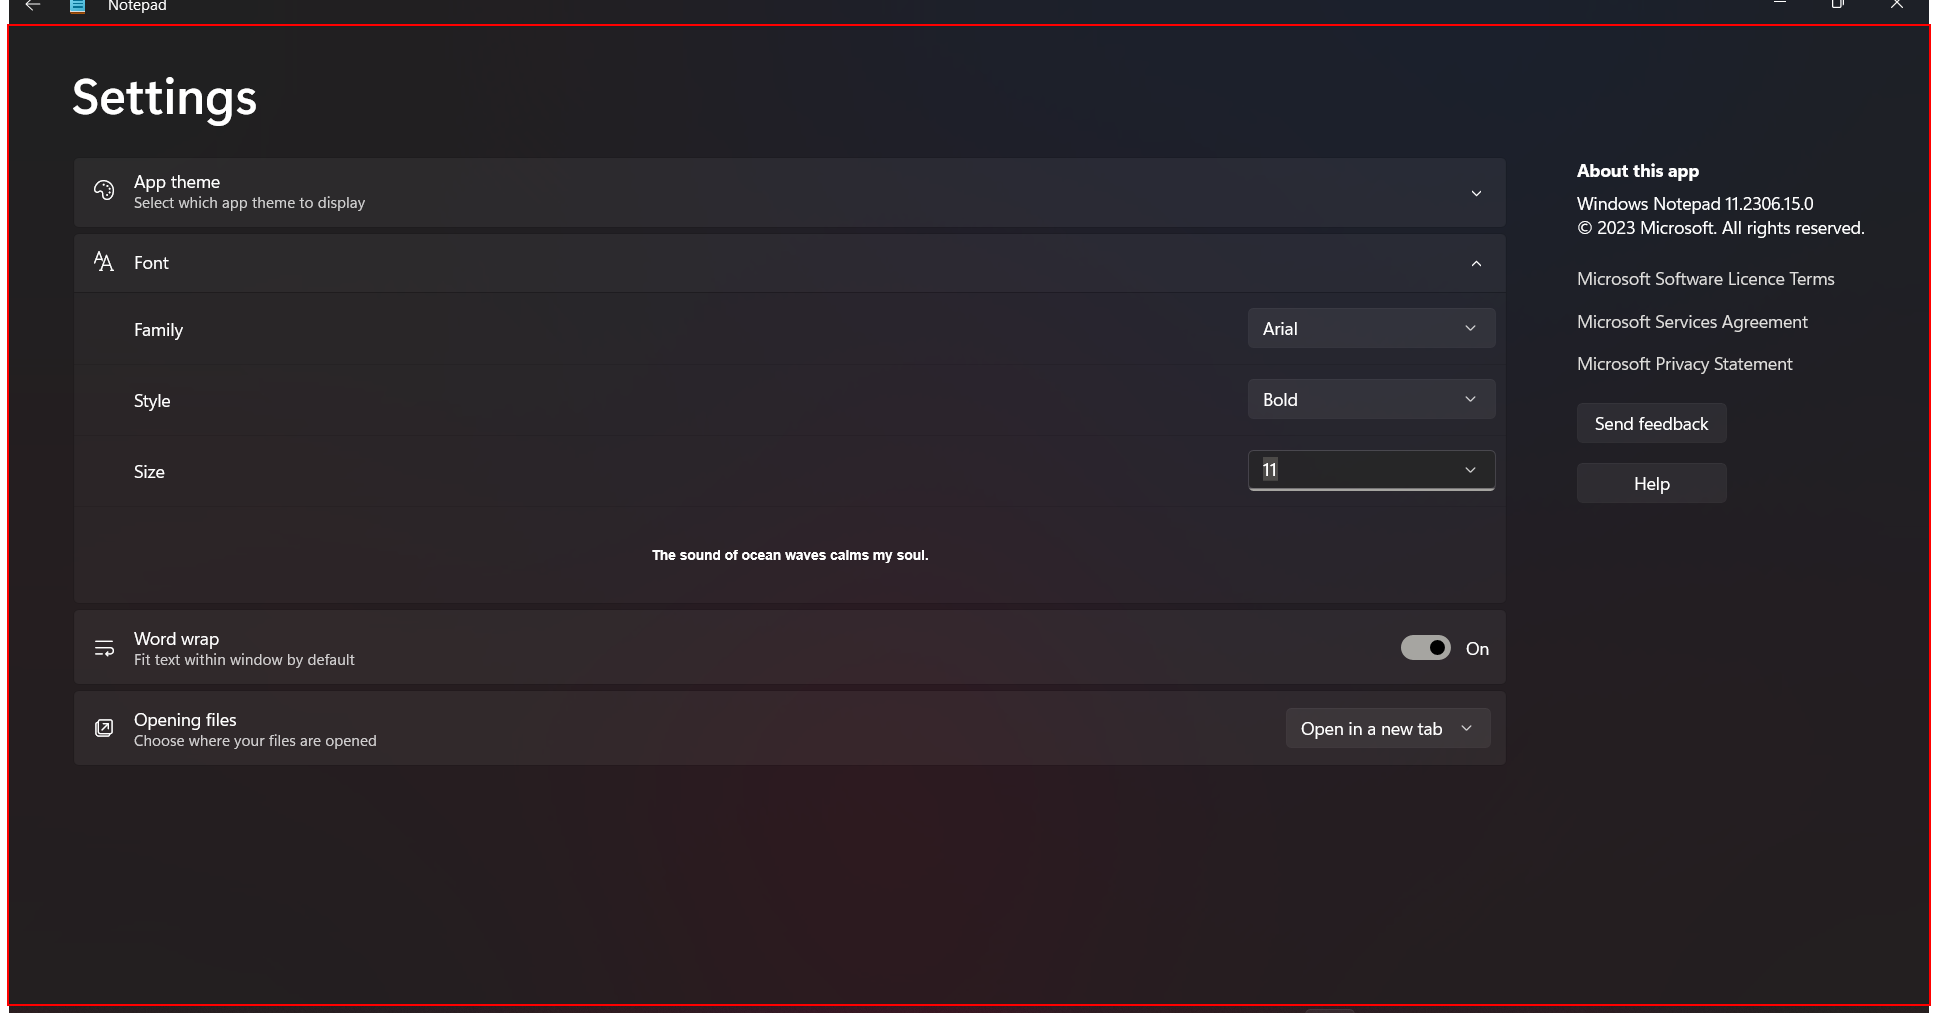 Notepad
Settings
App theme
Select which app theme to display
Font
Family
Arial
Style
Bold
Size
11
The sound of ocean waves calms my soul.
Word wrap
Fit text within window by default
On
Opening files
Choose where your files are opened
Open in a new tab
About this app
Windows Notepad 11.2306.15.0
© 2023 Microsoft. All rights reserved.
Microsoft Software Licence Terms
Microsoft Services Agreement
Microsoft Privacy Statement
Send feedback
Help